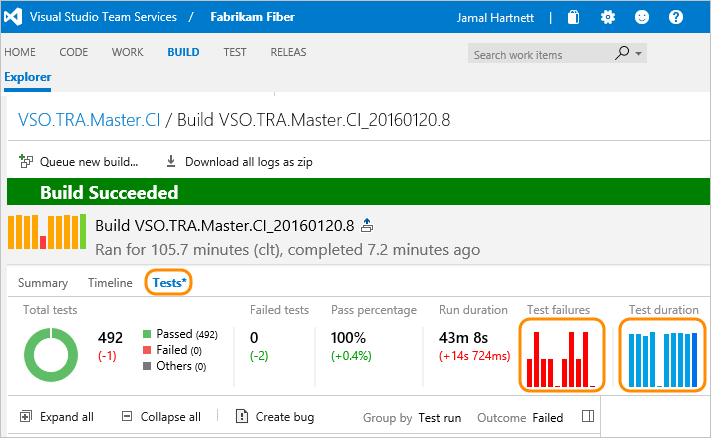 Visual Studio Team Services / Fabrikam Fiber Jamal Hartnett
HOME CODE WORK BUILD TEST RELEAS
Search work items
Explorer
VSO.TRA.Master.CI / Build VSO.TRA.Master.CI_20160120.8
Queue new build... Download all logs as zip
Build Succeeded
Build VSO.TRA.Master.CI_20160120.8
Ran for 105.7 minutes (clt), completed 7.2 minutes ago
Summary Timeline Tests*
Total tests Failed tests Pass percentage Run duration Test failures Test duration
492 Passed (492) 0 100% 43m 8s
(-1) Failed (0) (-2) (+0.4%) (+14s 724ms)
Others (0)
Expand all Collapse all Create bug Group by Test run Outcome Failed